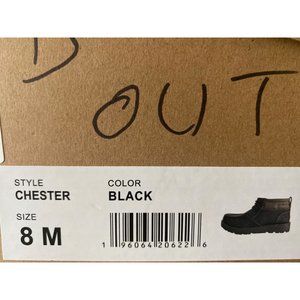 B
OUT
STYLE COLOR
CHESTER BLACK
SIZE
8 M
1 96064 20622 6